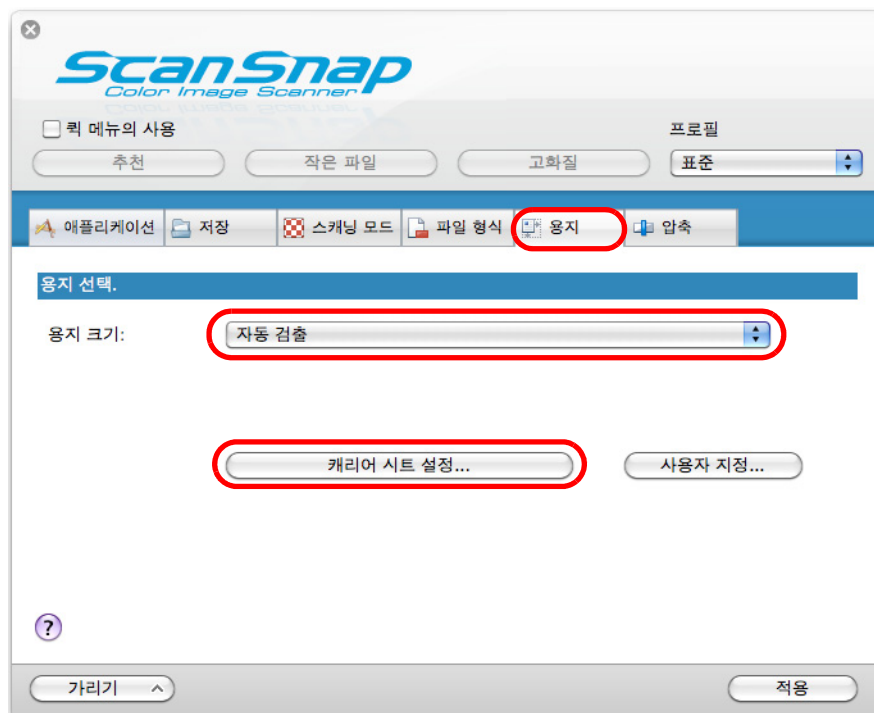 ScanSnap
Color Image Scanner
퀵 메뉴의 사용
프로필
추천 작은 파일 고화질 표준
애플리케이션 저장 스캐닝 모드 파일 형식 용지 압축
용지 선택.
용지 크기: 자동 검출
캐리어 시트 설정... 사용자 지정...
?
가리기 적용